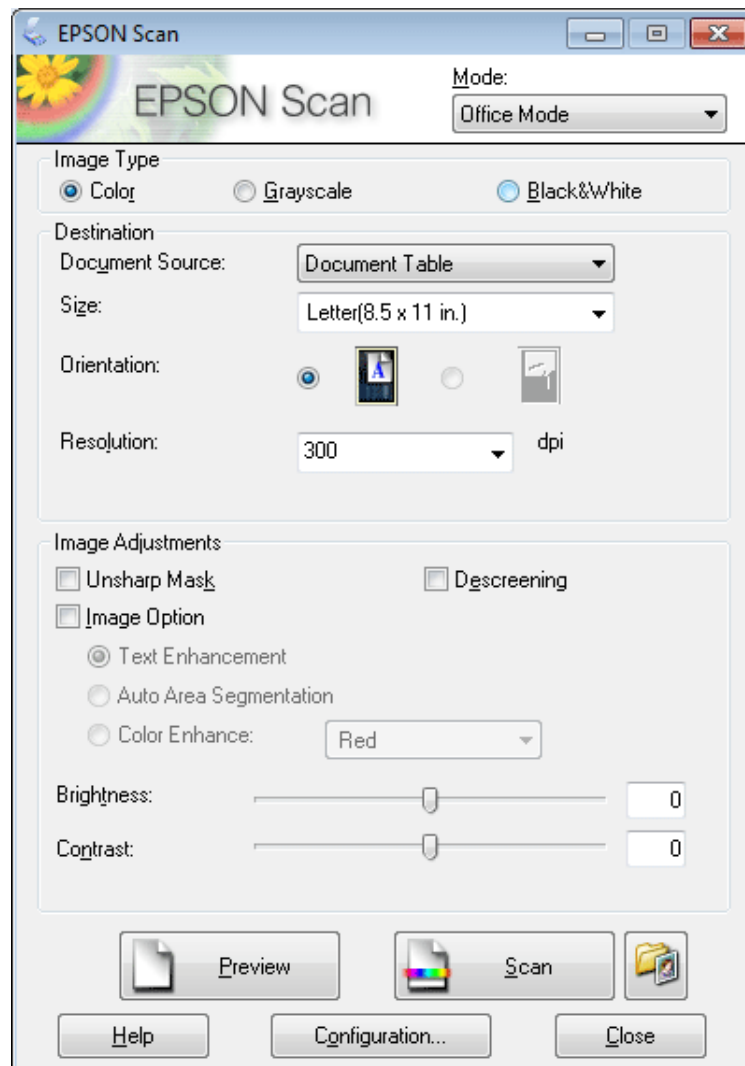 EPSON Scan
EPSON Scan
Mode:
Office Mode
Image Type
Color Grayscale Black&White
Destination
Document Source: Document Table
Size: Letter(8.5 x 11 in.)
Orientation: A
Resolution: 300 dpi
Image Adjustments
Unsharp Mask Descreening
Image Option
Text Enhancement
Auto Area Segmentation
Color Enhance: Red
Brightness: 0
Contrast: 0
Preview Scan
Help Configuration... Close